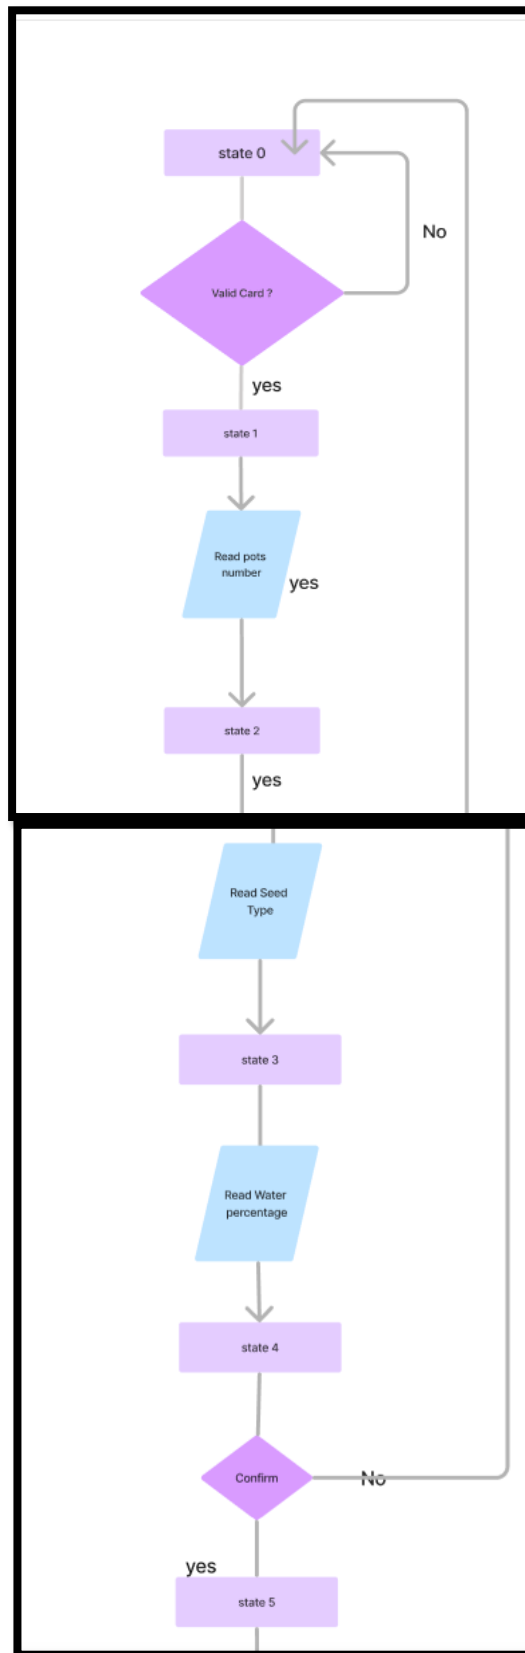 state 0
No
Valid Card ?
yes
state 1
Read pots
number
yes
state 2
yes
Read Seed
Type
state 3
Read Water
percentage
state 4
Confirm
No
yes
state 5